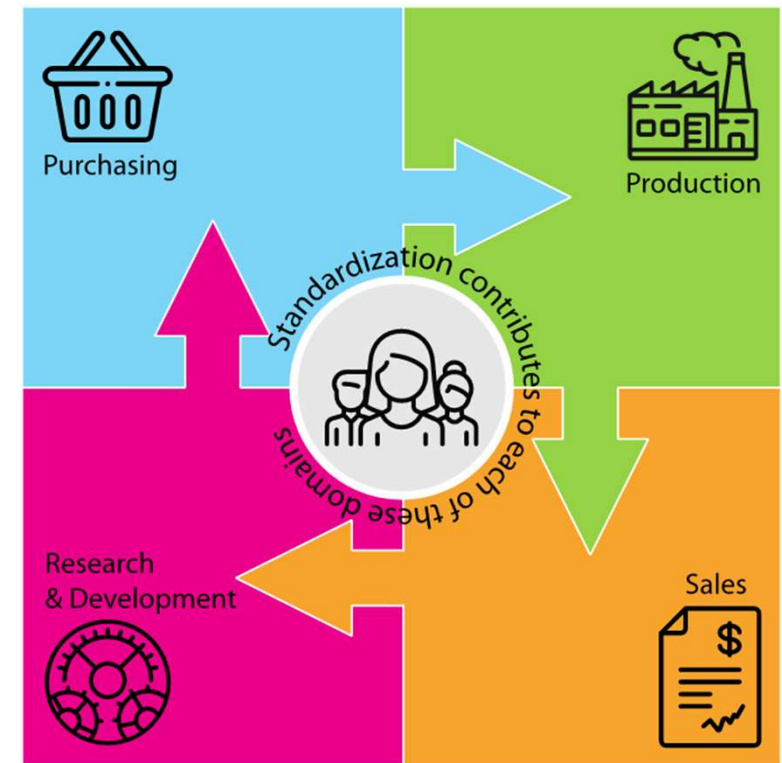 Purchasing
Production
Standardization contributes to each of these domains
Research
& Development
Sales
$